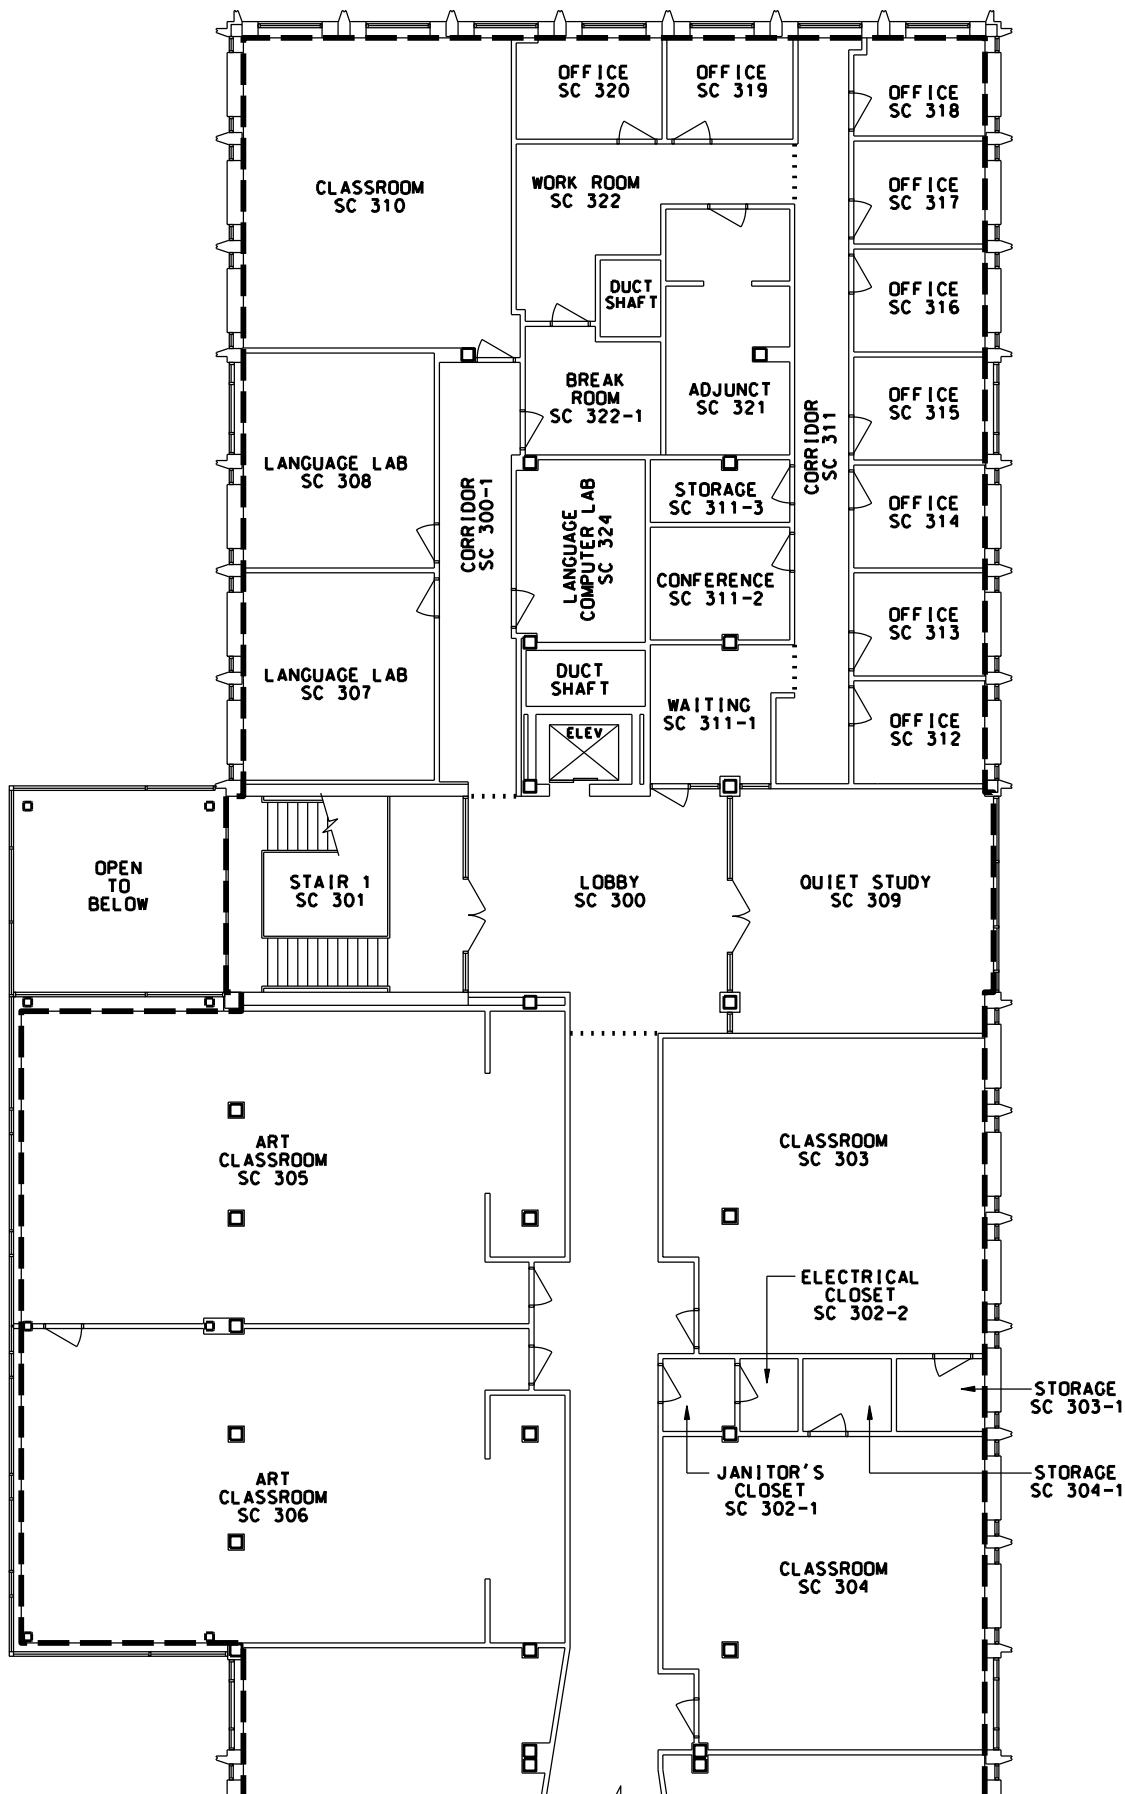 OFFICE
SC 320
OFFICE
SC 319
OFFICE
SC 318
CLASSROOM
SC 310
WORK ROOM
SC 322
OFFICE
SC 317
DUCT
SHAFT
OFFICE
SC 316
BREAK
ROOM
SC 322-1
ADJUNCT
SC 321
CORRIDOR
SC 311
OFFICE
SC 315
LANGUAGE LAB
SC 308
CORRIDOR
SC 300-1
LANGUAGE
COMPUTER LAB
SC 324
STORAGE
SC 311-3
OFFICE
SC 314
CONFERENCE
SC 311-2
OFFICE
SC 313
LANGUAGE LAB
SC 307
DUCT
SHAFT
WAITING
SC 311-1
OFFICE
SC 312
ELEV
OPEN
TO
BELOW
STAIR 1
SC 301
LOBBY
SC 300
QUIET STUDY
SC 309
ART
CLASSROOM
SC 305
CLASSROOM
SC 303
ELECTRICAL
CLOSET
SC 302-2
STORAGE
SC 303-1
ART
CLASSROOM
SC 306
JANITOR'S
CLOSET
SC 302-1
STORAGE
SC 304-1
CLASSROOM
SC 304